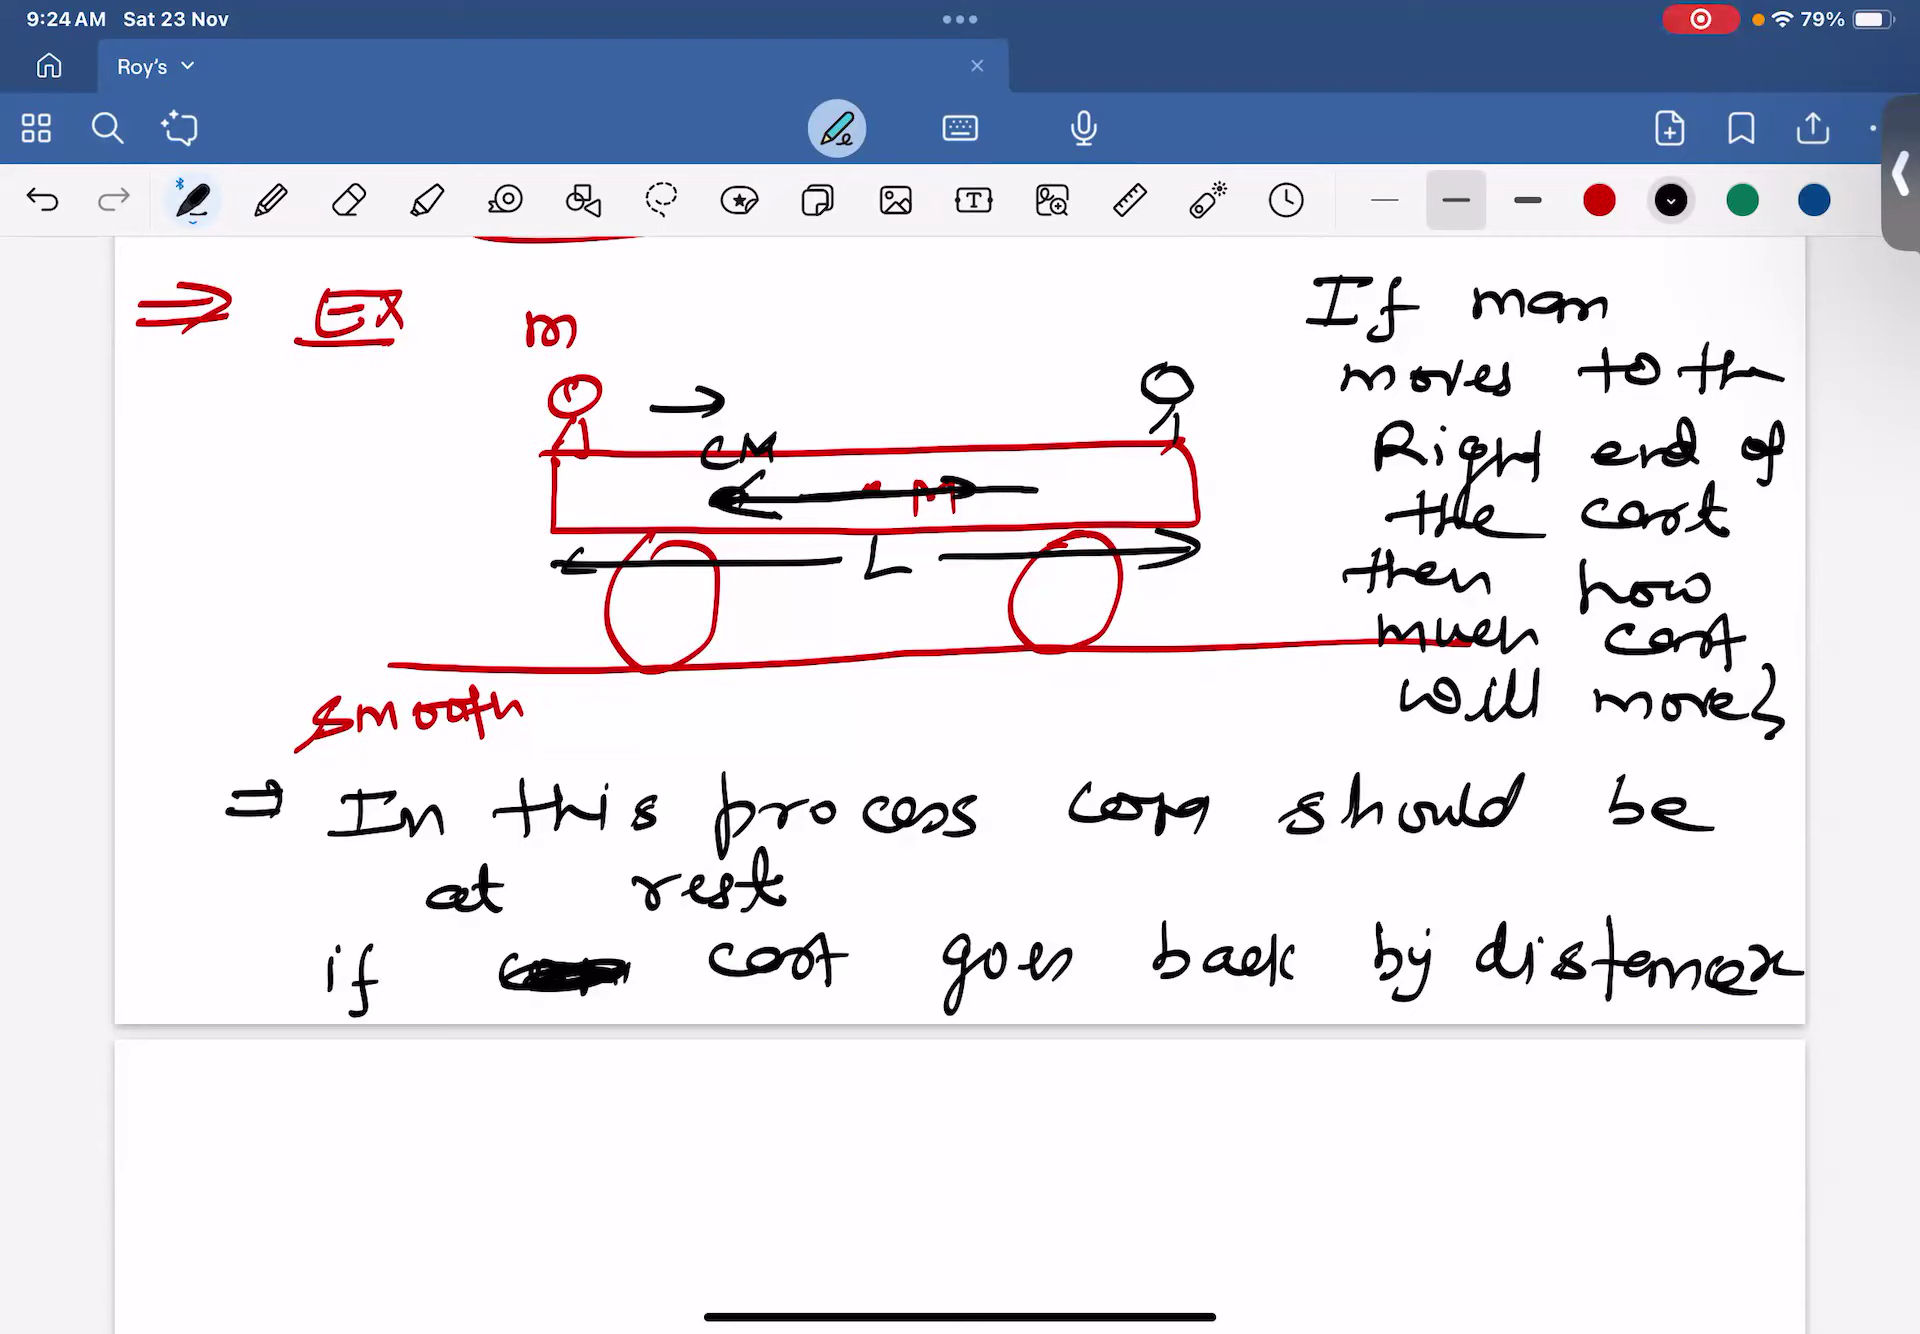 9:24 AM Sat 23 Nov
79%
Roy's
T
⇒ EX
m
CM
M
L
smooth
If man
moves to the
Right end of
the cart
then how
much cart
will move?
⇒ In this process com should be
at rest
if cart goes back by distance x